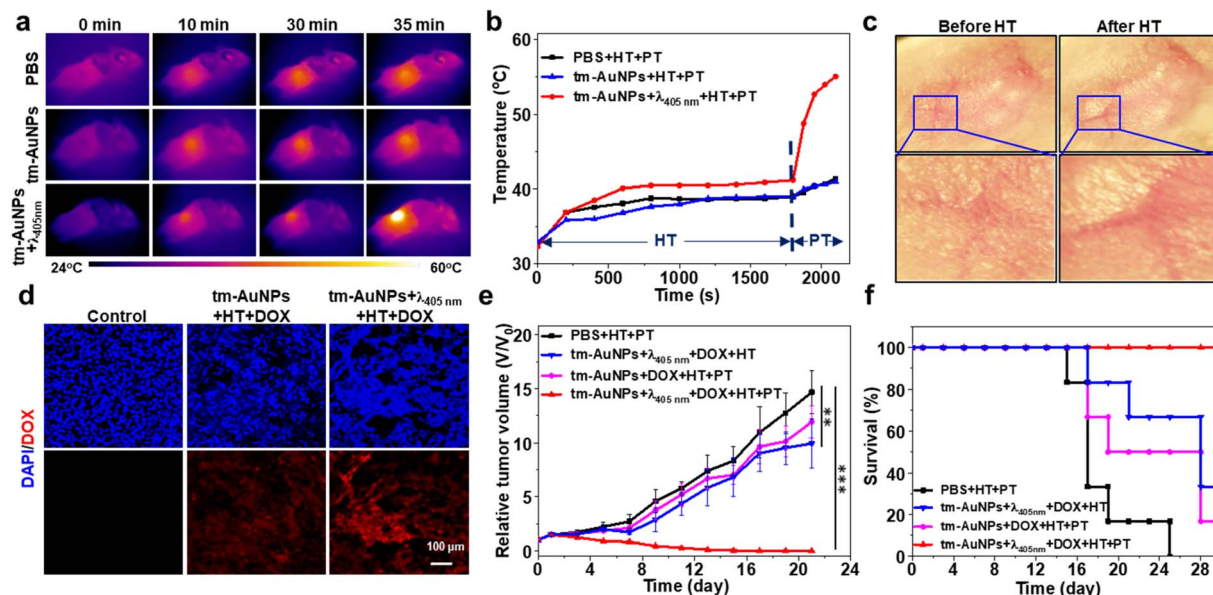 a
0 min 10 min 30 min 35 min
PBS
tm-AuNPs
tm-AuNPs
+λ405nm
24°C 60°C
b
60
50
40
30
Temperature (°C)
PBS+HT+PT
tm-AuNPs+HT+PT
tm-AuNPs+λ405 nm+HT+PT
HT PT
0 500 1000 1500 2000
Time (s)
c
Before HT After HT
d
Control
tm-AuNPs
+HT+DOX
tm-AuNPs+λ405 nm
+HT+DOX
DAPI/DOX
100 µm
e
20
15
10
5
0
Relative tumor volume (V/V0)
PBS+HT+PT
tm-AuNPs+λ405 nm+DOX+HT
tm-AuNPs+DOX+HT+PT
tm-AuNPs+λ405 nm+DOX+HT+PT
**
***
0 4 8 12 16 20 24
Time (day)
f
100
80
60
40
20
0
Survival (%)
PBS+HT+PT
tm-AuNPs+λ405nm+DOX+HT
tm-AuNPs+DOX+HT+PT
tm-AuNPs+λ405nm+DOX+HT+PT
0 4 8 12 16 20 24 28
Time (day)